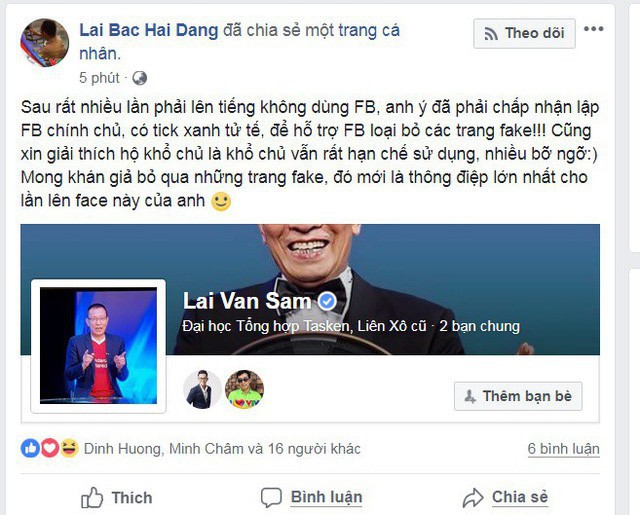 Lai Bac Hai Dang đã chia sẻ một trang cá
nhân.
Theo dõi
5 phút ·
Sau rất nhiều lần phải lên tiếng không dùng FB, anh ý đã phải chấp nhận lập
FB chính chủ, có tick xanh tử tế, để hỗ trợ FB loại bỏ các trang fake!!! Cũng
xin giải thích hộ khổ chủ là khổ chủ vẫn rất hạn chế sử dụng, nhiều bỡ ngỡ:)
Mong khán giả bỏ qua những trang fake, đó mới là thông điệp lớn nhất cho
lần lên face này của anh 🙂
Lai Van Sam
Đại học Tổng hợp Tasken, Liên Xô cũ · 2 bạn chung
Thêm bạn bè
Dinh Huong, Minh Châm và 16 người khác
6 bình luận
Thích
Bình luận
Chia sẻ